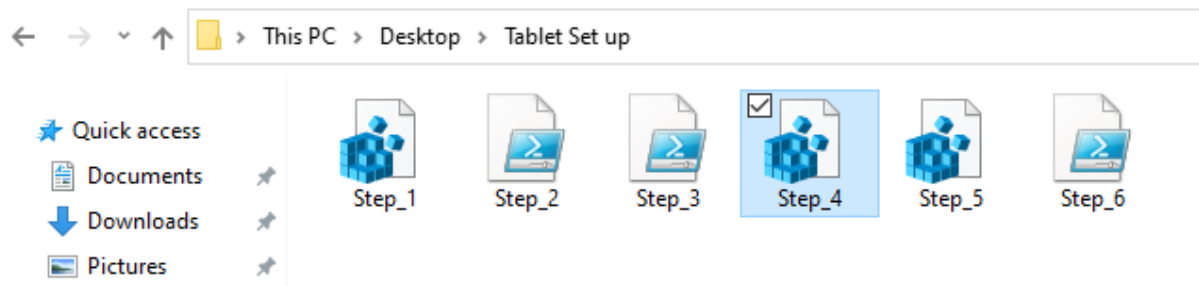 This PC > Desktop > Tablet Set up
Quick access
Documents
Downloads
Pictures
Step_1 Step_2 Step_3 Step_4 Step_5 Step_6